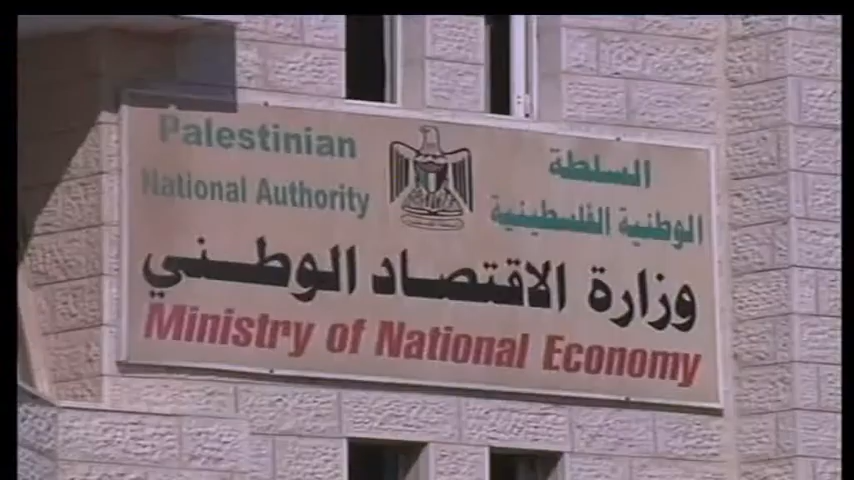 Palestinian
National Authority
السلطة
الوطنية الفلسطينية
وزارة الاقتصاد الوطني
Ministry of National Economy